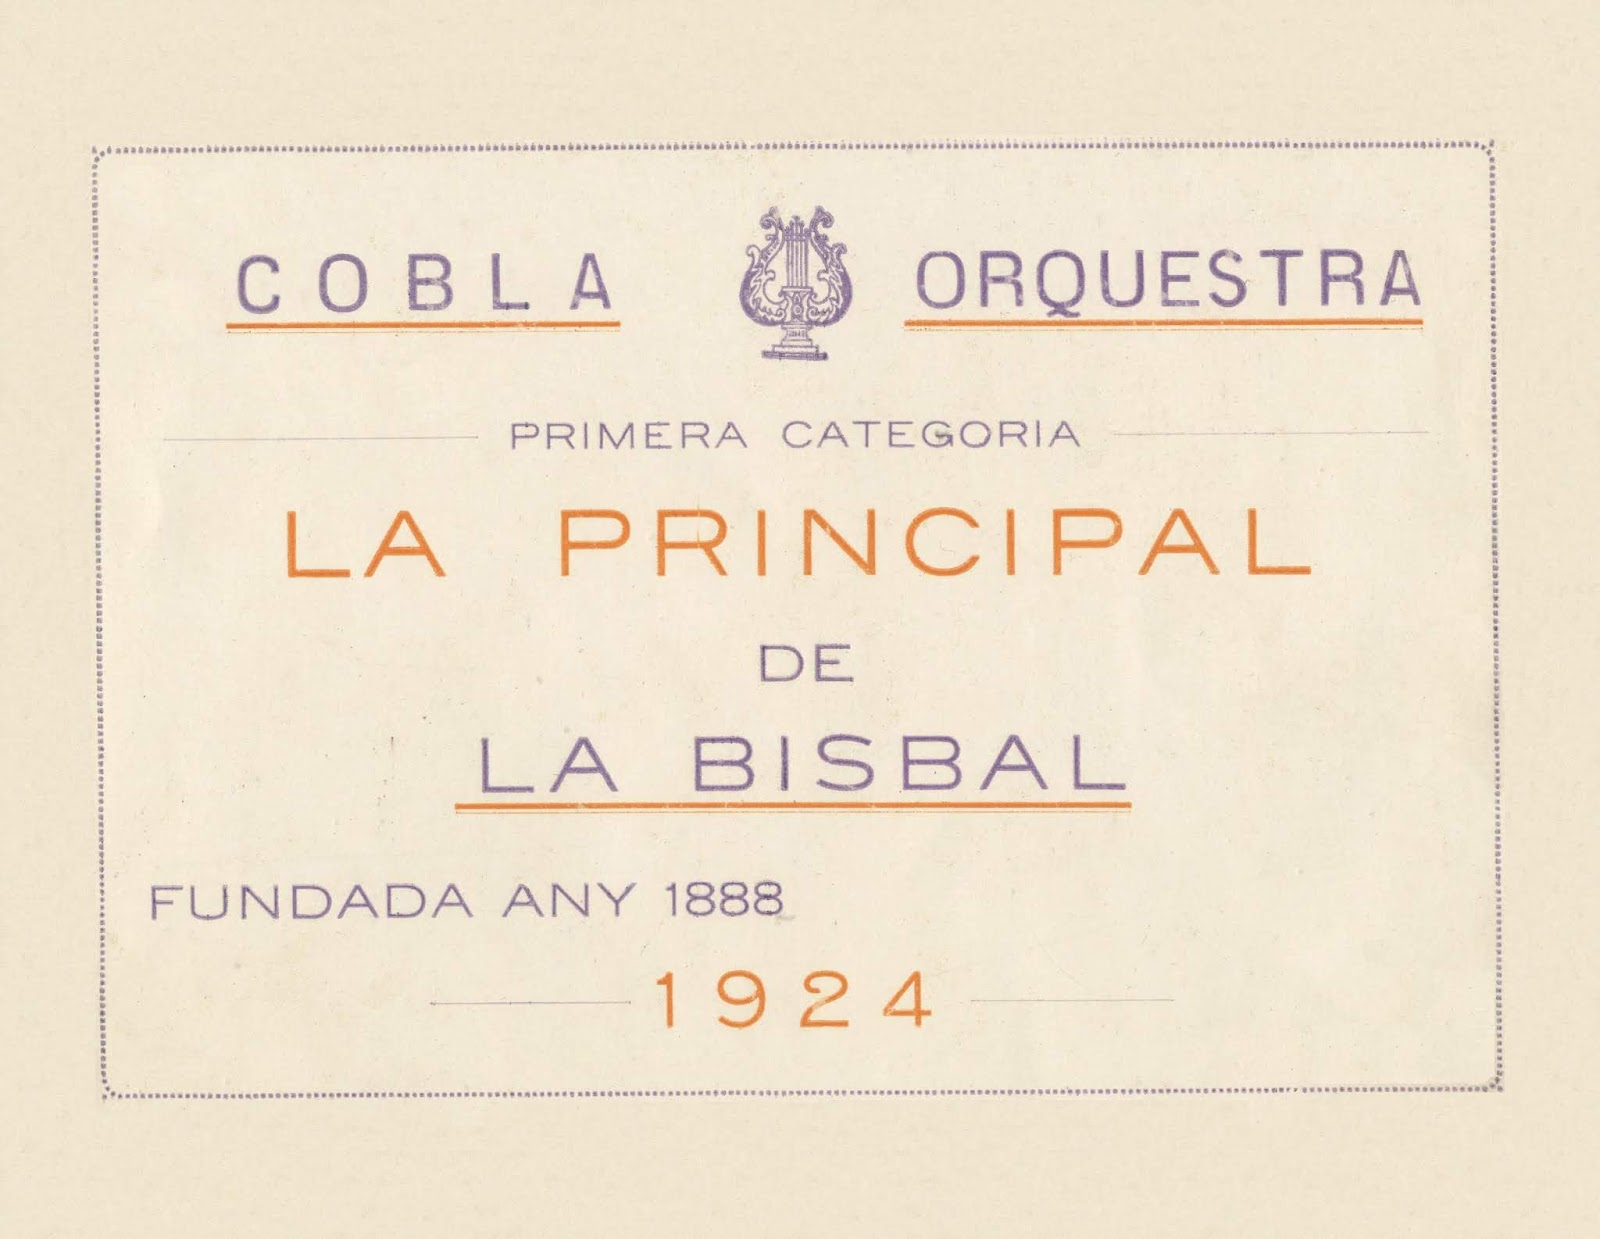 COBLA ORQUESTRA
PRIMERA CATEGORIA
LA PRINCIPAL
DE
LA BISBAL
FUNDADA ANY 1888
1924